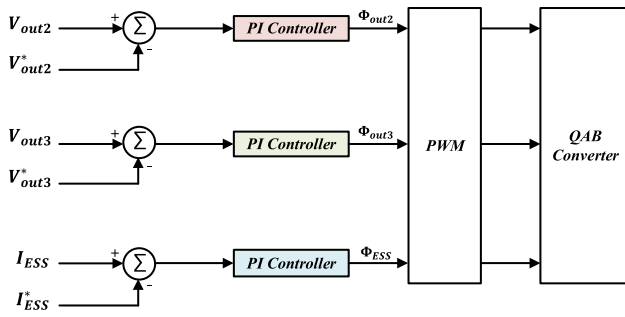 V_out2
+
Σ
-
V*_out2
PI Controller
Φ_out2
V_out3
+
Σ
-
V*_out3
PI Controller
Φ_out3
I_ESS
+
Σ
-
I*_ESS
PI Controller
Φ_ESS
PWM
QAB
Converter